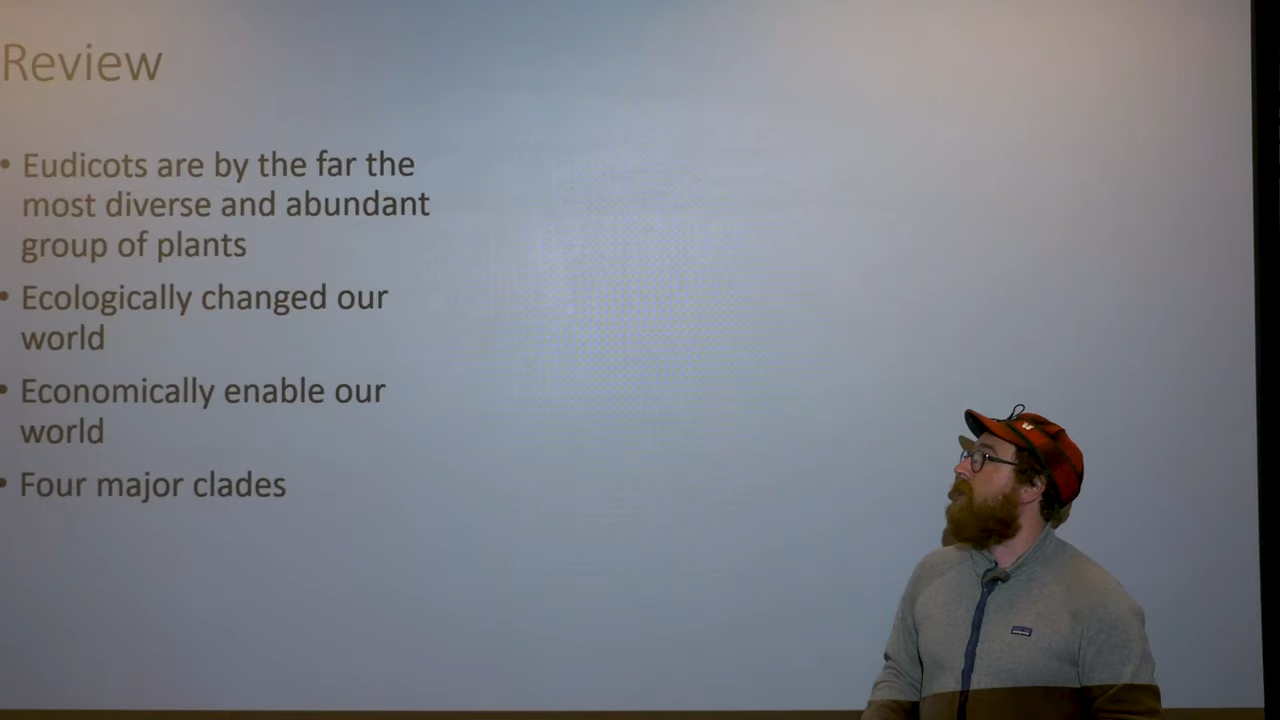 Review
• Eudicots are by the far the
most diverse and abundant
group of plants
• Ecologically changed our
world
• Economically enable our
world
• Four major clades